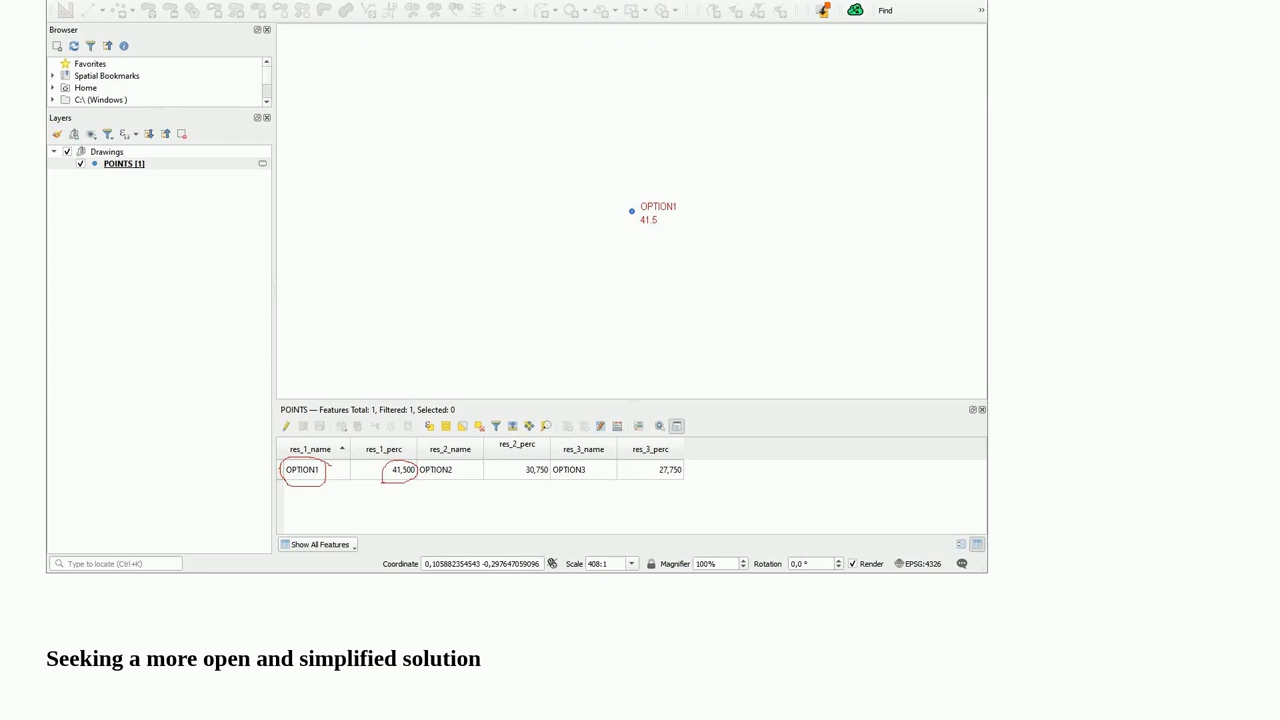 Find
»
Browser
Favorites
Spatial Bookmarks
Home
C:\ (Windows )
Layers
Drawings
POINTS [1]
OPTION1
41.5
POINTS — Features Total: 1, Filtered: 1, Selected: 0
res_1_name res_1_perc res_2_name res_2_perc res_3_name res_3_perc
OPTION1 41,500 OPTION2 30,750 OPTION3 27,750
Show All Features
Type to locate (Ctrl+K) Coordinate 0,105882354543 -0,297647059096 Scale 408:1 Magnifier 100% Rotation 0,0 ° Render EPSG:4326
Seeking a more open and simplified solution